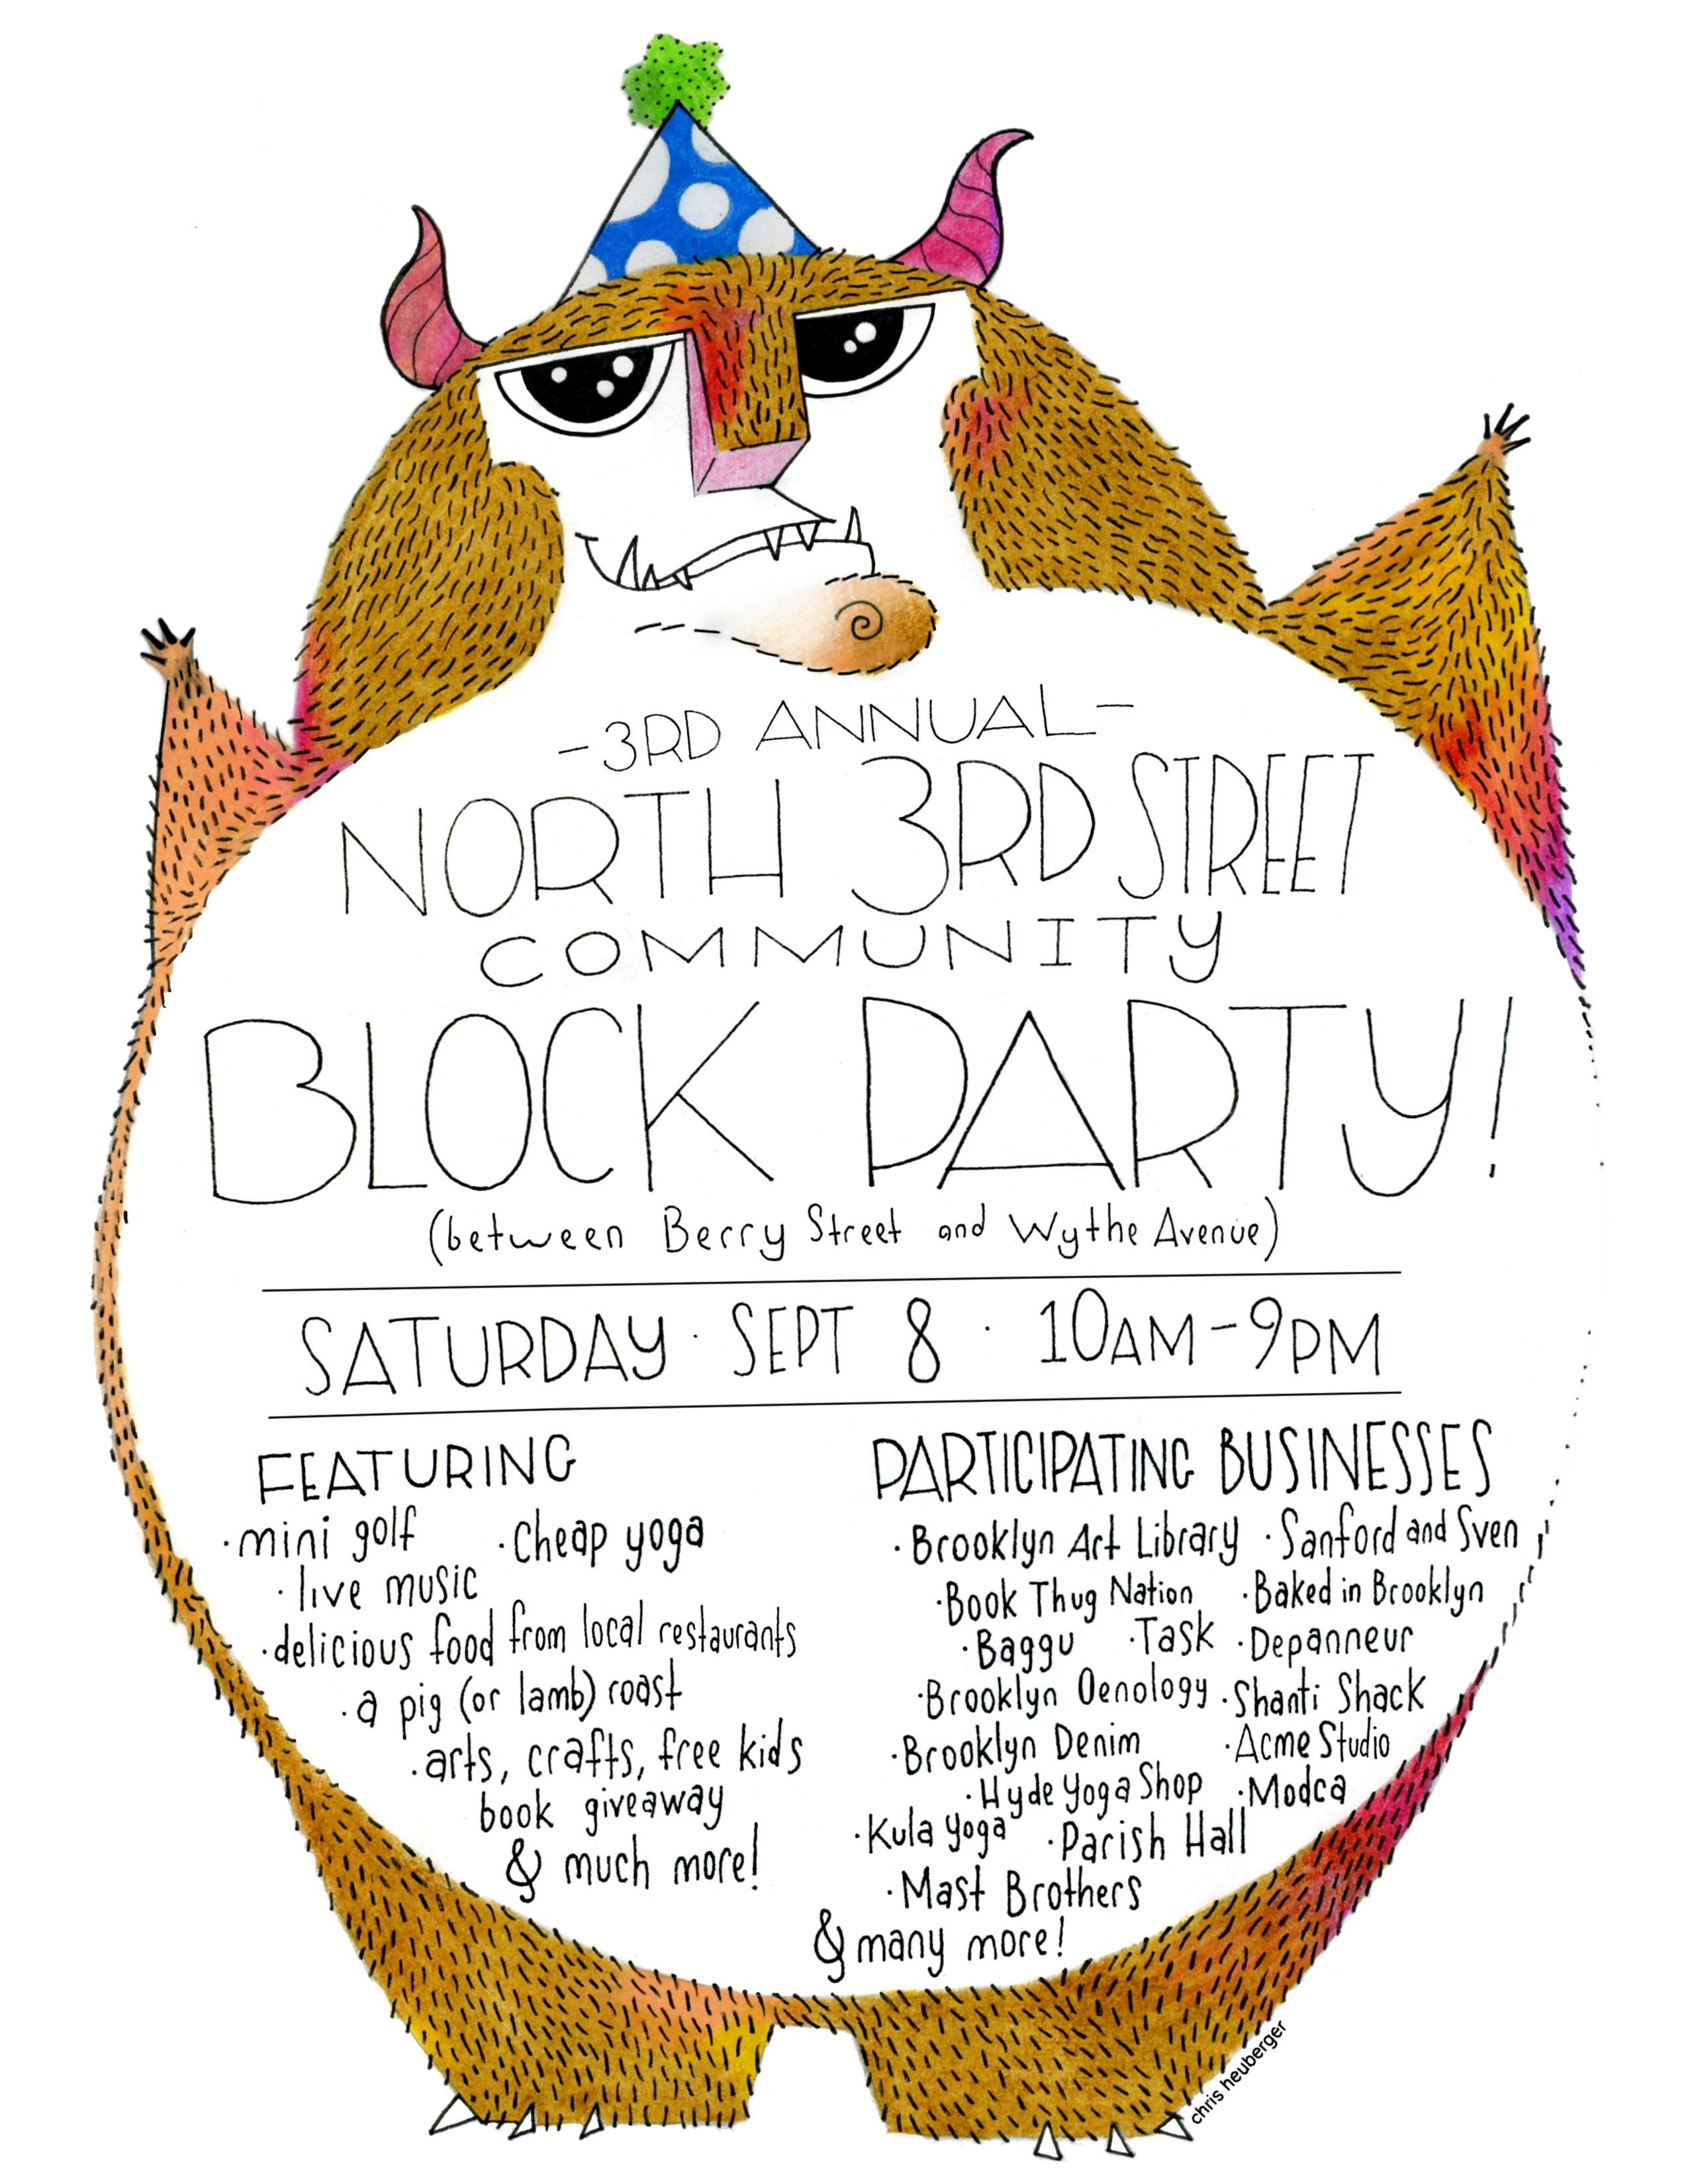 -3RD ANNUAL-
NORTH 3RD STREET
COMMUNITY
BLOCK PARTY!
(between Berry Street and Wythe Avenue)
SATURDAY · SEPT 8 · 10AM-9PM
FEATURING
·mini golf ·Cheap yoga
·live music
·delicious food from local restaurants
·a pig (or lamb) roast
·arts, crafts, free kids
book giveaway
& much more!
PARTICIPATING BUSINESSES
·Brooklyn Art Library ·Sanford and Sven
·Book Thug Nation ·Baked in Brooklyn
·Baggu ·Task ·Depanneur
·Brooklyn Oenology ·Shanti Shack
·Brooklyn Denim ·Acme Studio
·Hyde Yoga Shop ·Modca
·Kula Yoga ·Parish Hall
·Mast Brothers
& many more!
chris heuberger